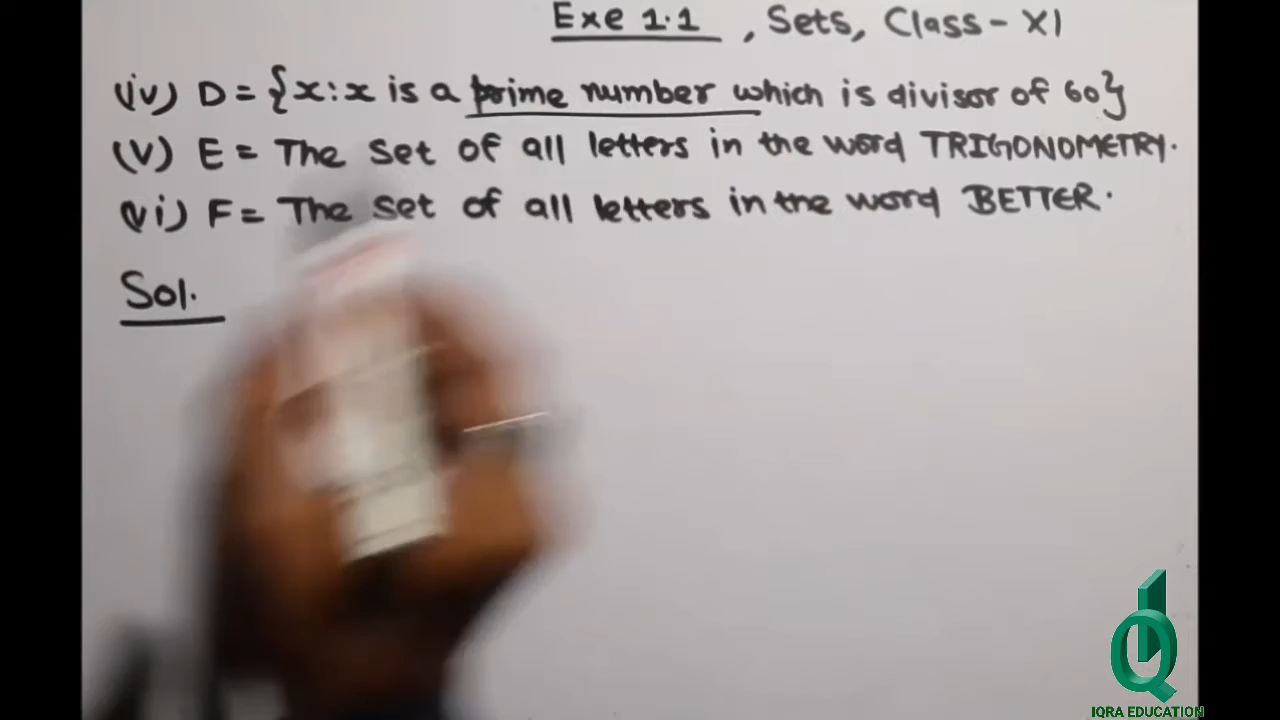 Exe 1.1, Sets, Class - XI
(iv) D = {x : x is a prime number which is divisor of 60}
(v) E = The set of all letters in the word TRIGONOMETRY.
(vi) F = The set of all letters in the word BETTER.
Sol.
IQRA EDUCATION